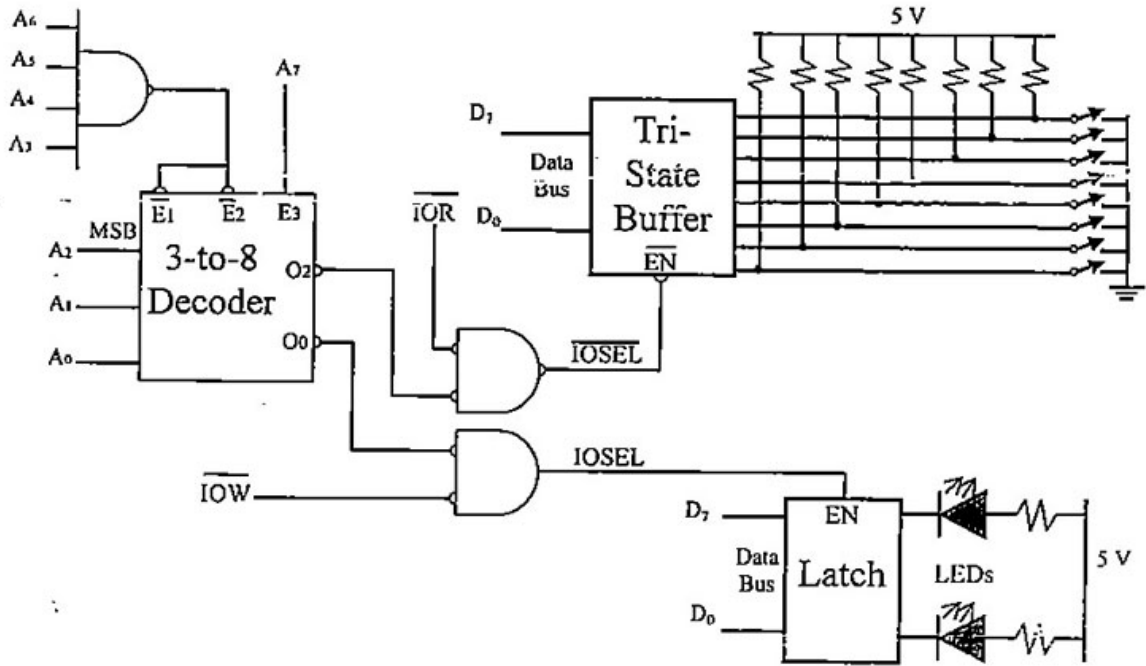 A6
A5
A4
A3
A7
5 V
D7
Data
Bus
D0
Tri-
State
Buffer
EN
E1 E2 E3
IOR
MSB
A2
A1
A0
3-to-8
Decoder
O2
O0
IOSEL
IOW
IOSEL
D7
Data
Bus
D0
EN
Latch
LEDs
5 V